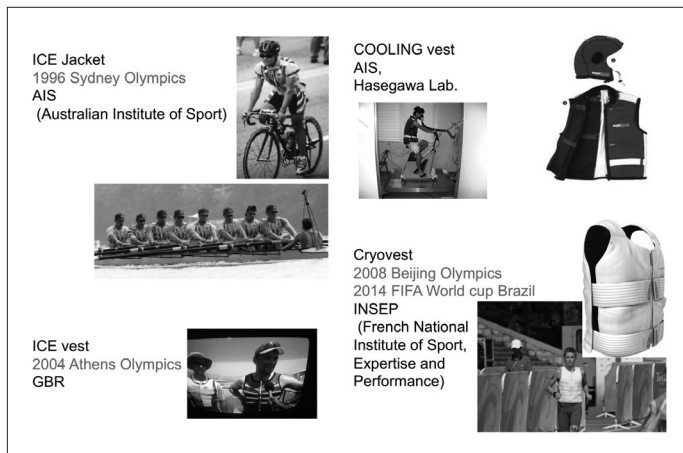 ICE Jacket
1996 Sydney Olympics
AIS
(Australian Institute of Sport)
COOLING vest
AIS,
Hasegawa Lab.
ICE vest
2004 Athens Olympics
GBR
Cryovest
2008 Beijing Olympics
2014 FIFA World cup Brazil
INSEP
(French National
Institute of Sport,
Expertise and
Performance)